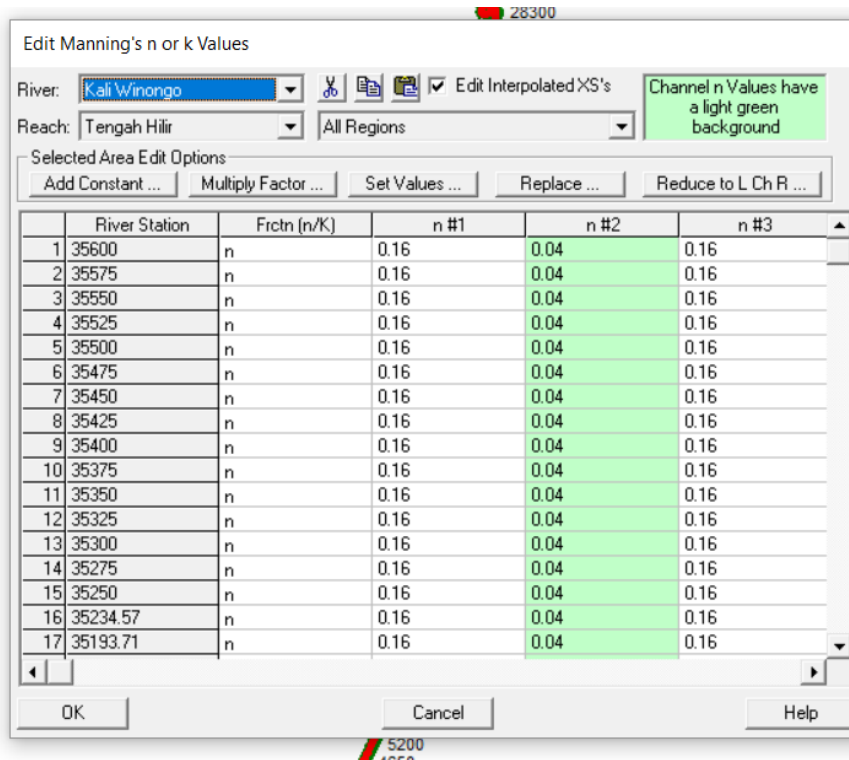 28300
Edit Manning's n or k Values
River: Kali Winongo Edit Interpolated XS's
Channel n Values have a light green background
Reach: Tengah Hilir All Regions
Selected Area Edit Options
Add Constant ... Multiply Factor ... Set Values ... Replace ... Reduce to L Ch R ...
River Station Frctn (n/K) n #1 n #2 n #3
1 35600 n 0.16 0.04 0.16
2 35575 n 0.16 0.04 0.16
3 35550 n 0.16 0.04 0.16
4 35525 n 0.16 0.04 0.16
5 35500 n 0.16 0.04 0.16
6 35475 n 0.16 0.04 0.16
7 35450 n 0.16 0.04 0.16
8 35425 n 0.16 0.04 0.16
9 35400 n 0.16 0.04 0.16
10 35375 n 0.16 0.04 0.16
11 35350 n 0.16 0.04 0.16
12 35325 n 0.16 0.04 0.16
13 35300 n 0.16 0.04 0.16
14 35275 n 0.16 0.04 0.16
15 35250 n 0.16 0.04 0.16
16 35234.57 n 0.16 0.04 0.16
17 35193.71 n 0.16 0.04 0.16
OK Cancel Help
5200